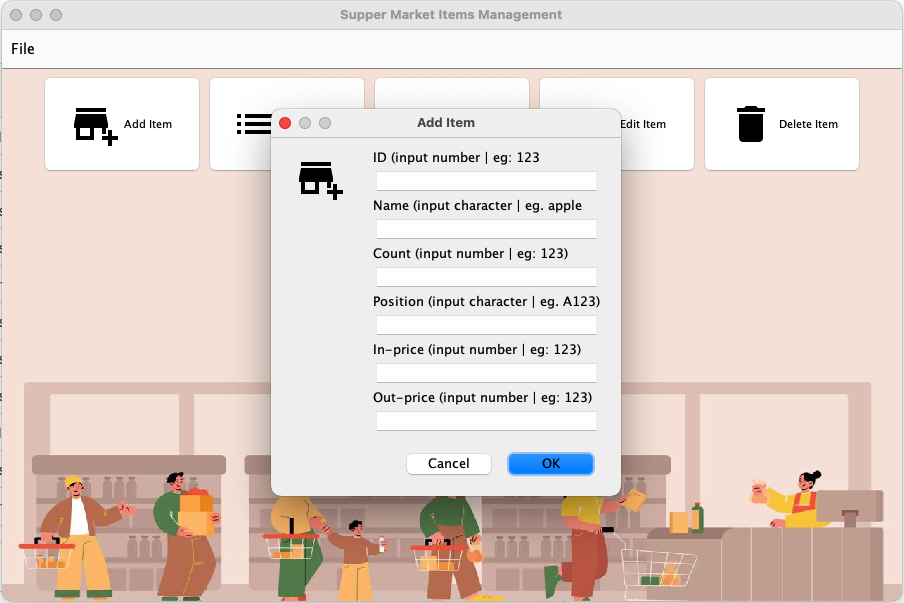 Supper Market Items Management
File
Add Item
Edit Item
Delete Item
Add Item
ID (input number | eg: 123
Name (input character | eg. apple
Count (input number | eg: 123)
Position (input character | eg. A123)
In-price (input number | eg: 123)
Out-price (input number | eg: 123)
Cancel
OK